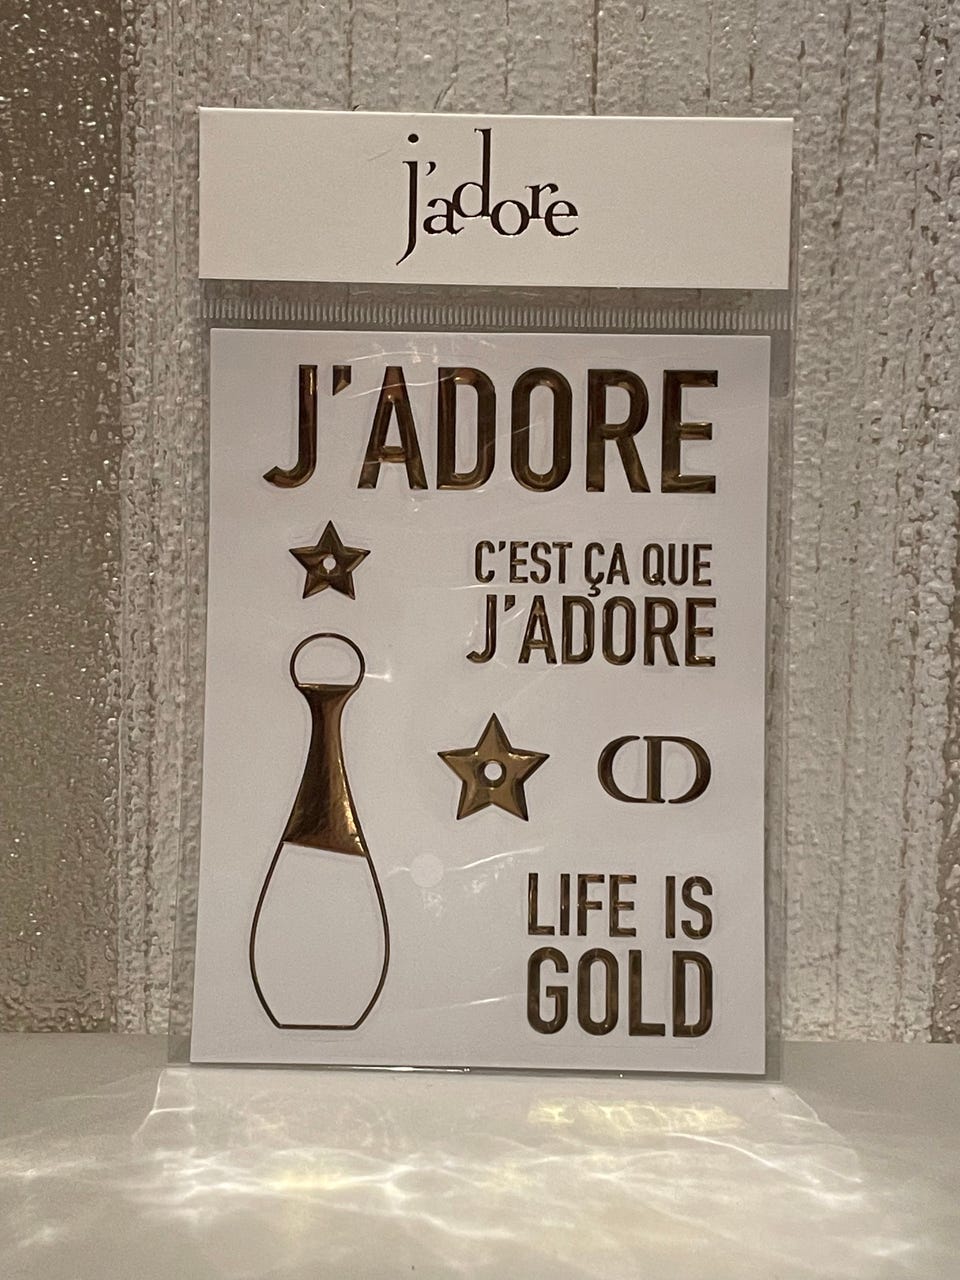 j'adore
J'ADORE
C'EST ÇA QUE
J'ADORE
CD
LIFE IS
GOLD